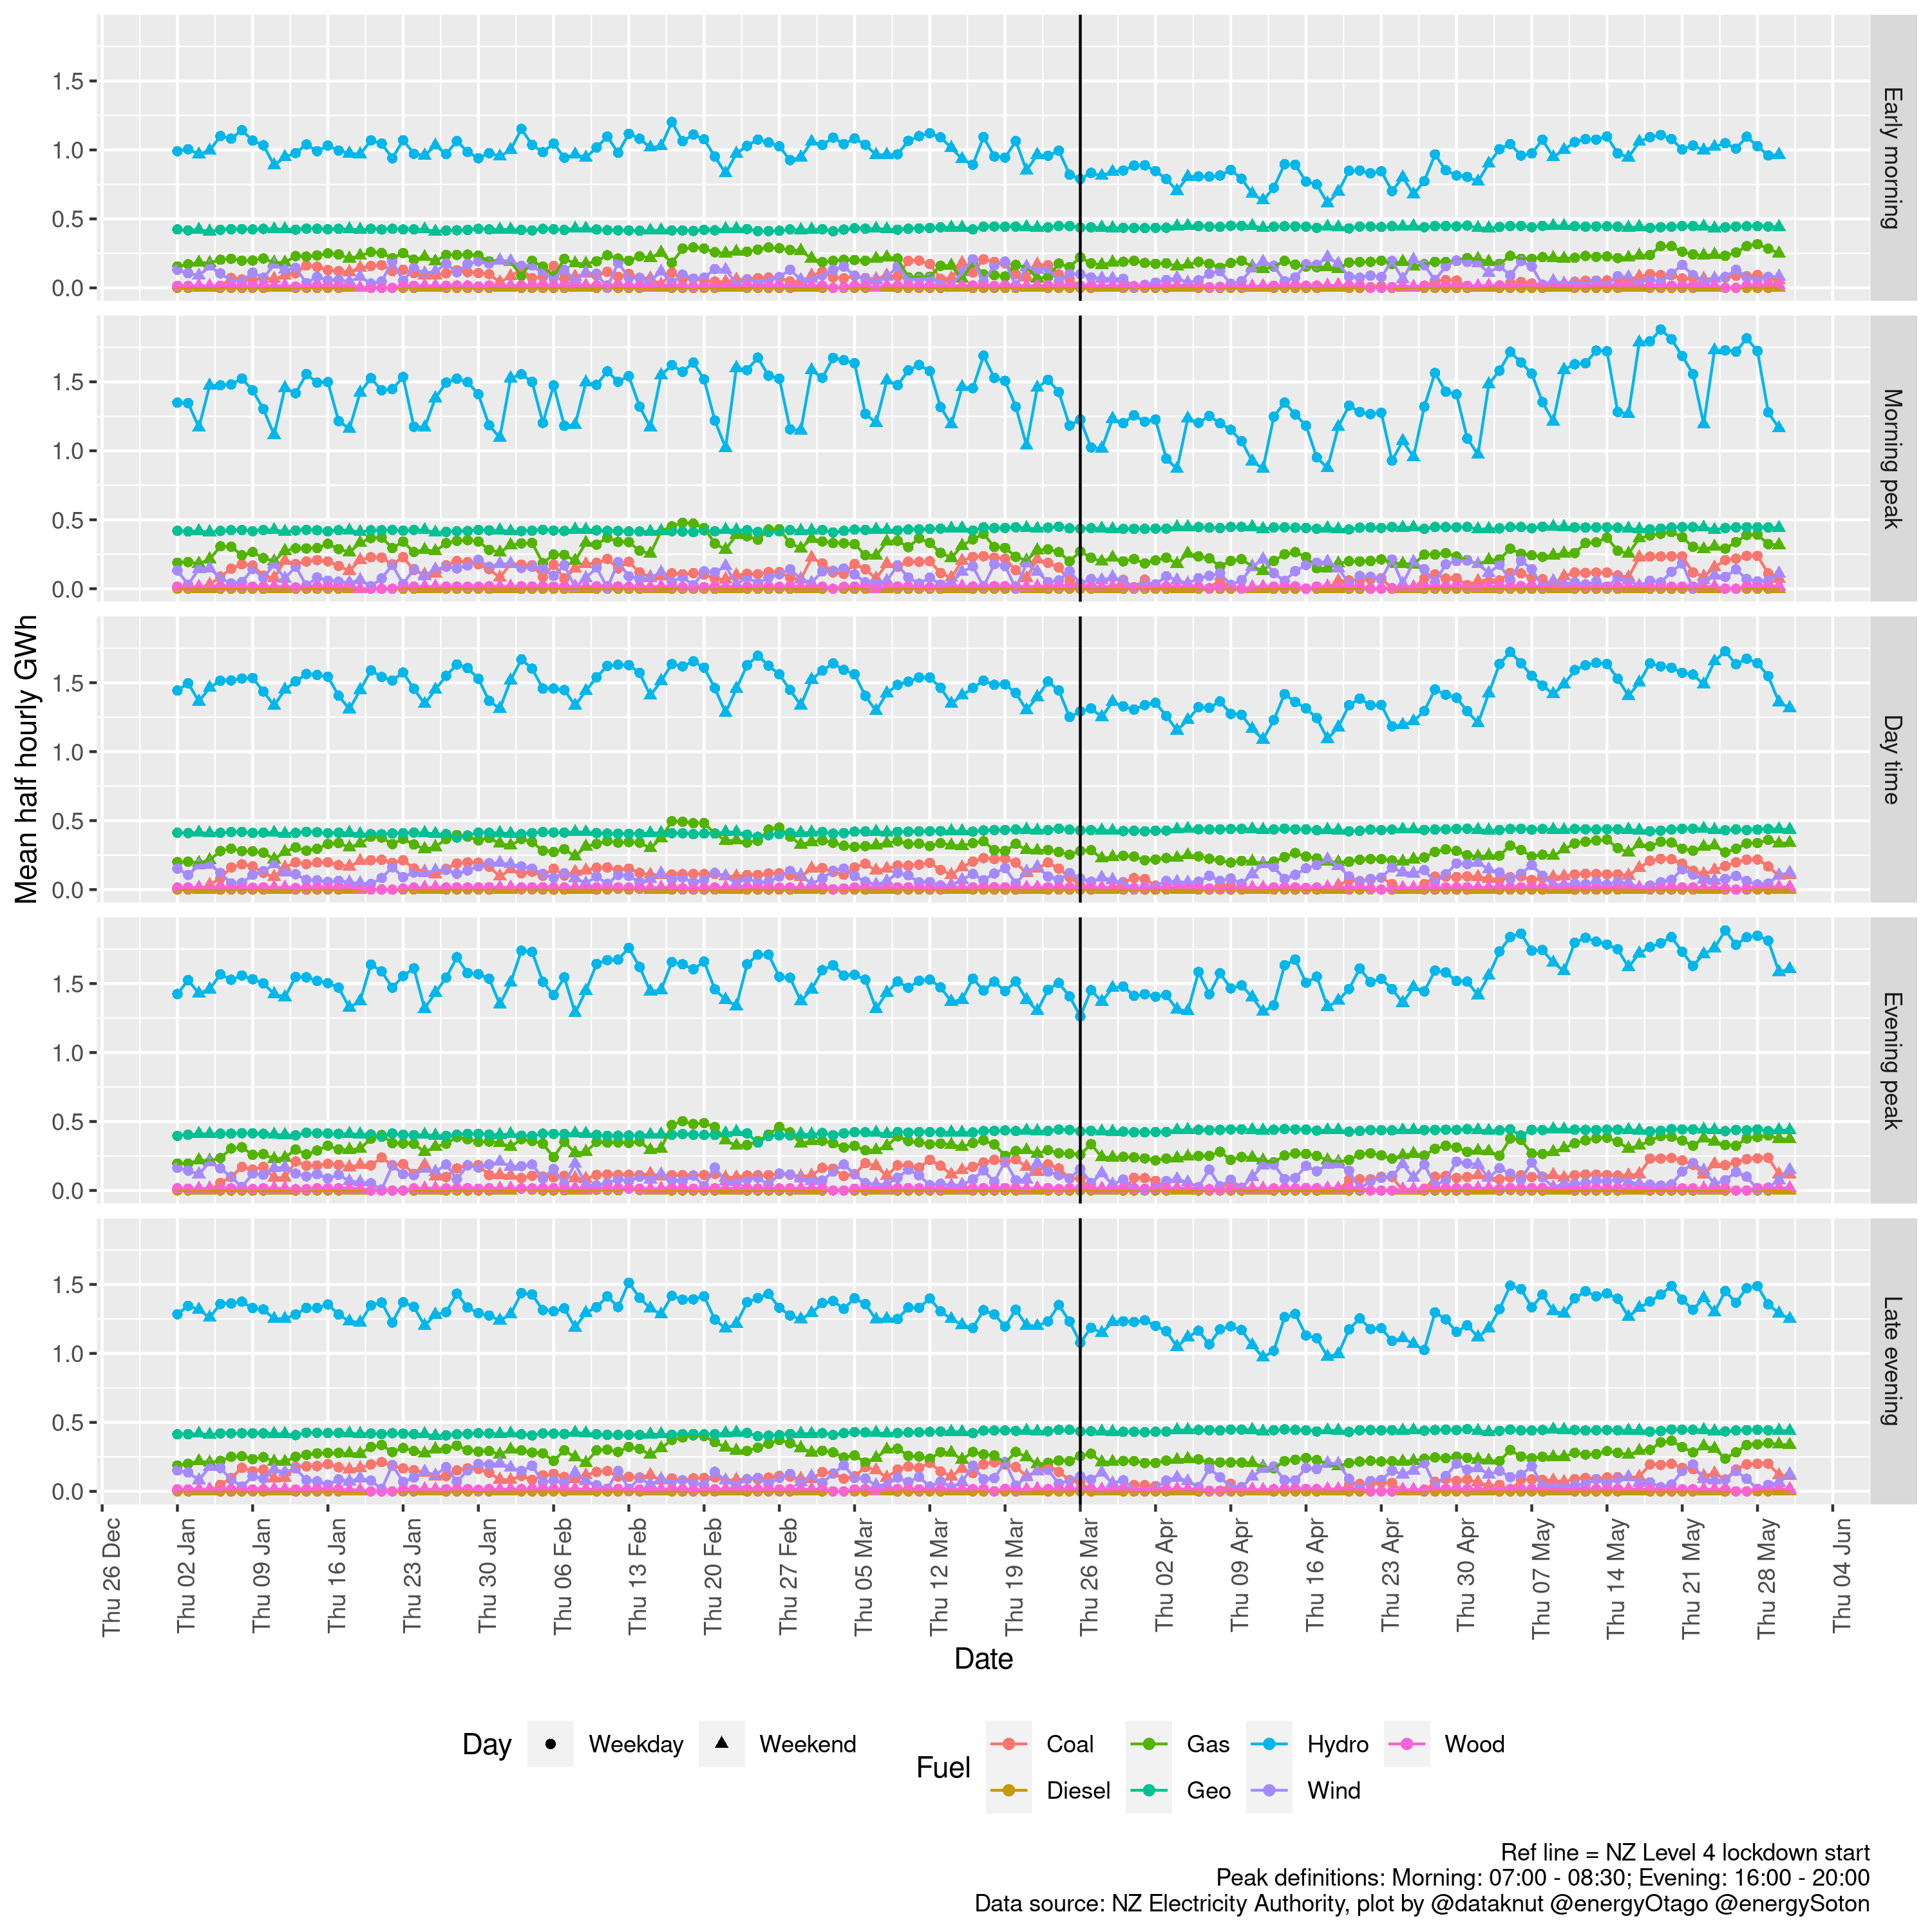 1.5
1.0
0.5
0.0
Early morning
1.5
1.0
0.5
0.0
Morning peak
1.5
1.0
0.5
0.0
Day time
1.5
1.0
0.5
0.0
Evening peak
1.5
1.0
0.5
0.0
Late evening
Mean half hourly GWh
Thu 26 Dec
Thu 02 Jan
Thu 09 Jan
Thu 16 Jan
Thu 23 Jan
Thu 30 Jan
Thu 06 Feb
Thu 13 Feb
Thu 20 Feb
Thu 27 Feb
Thu 05 Mar
Thu 12 Mar
Thu 19 Mar
Thu 26 Mar
Thu 02 Apr
Thu 09 Apr
Thu 16 Apr
Thu 23 Apr
Thu 30 Apr
Thu 07 May
Thu 14 May
Thu 21 May
Thu 28 May
Thu 04 Jun
Date
Day Weekday Weekend
Fuel
Coal Gas Hydro Wood
Diesel Geo Wind
Ref line = NZ Level 4 lockdown start
Peak definitions: Morning: 07:00 - 08:30; Evening: 16:00 - 20:00
Data source: NZ Electricity Authority, plot by @dataknut @energyOtago @energySoton